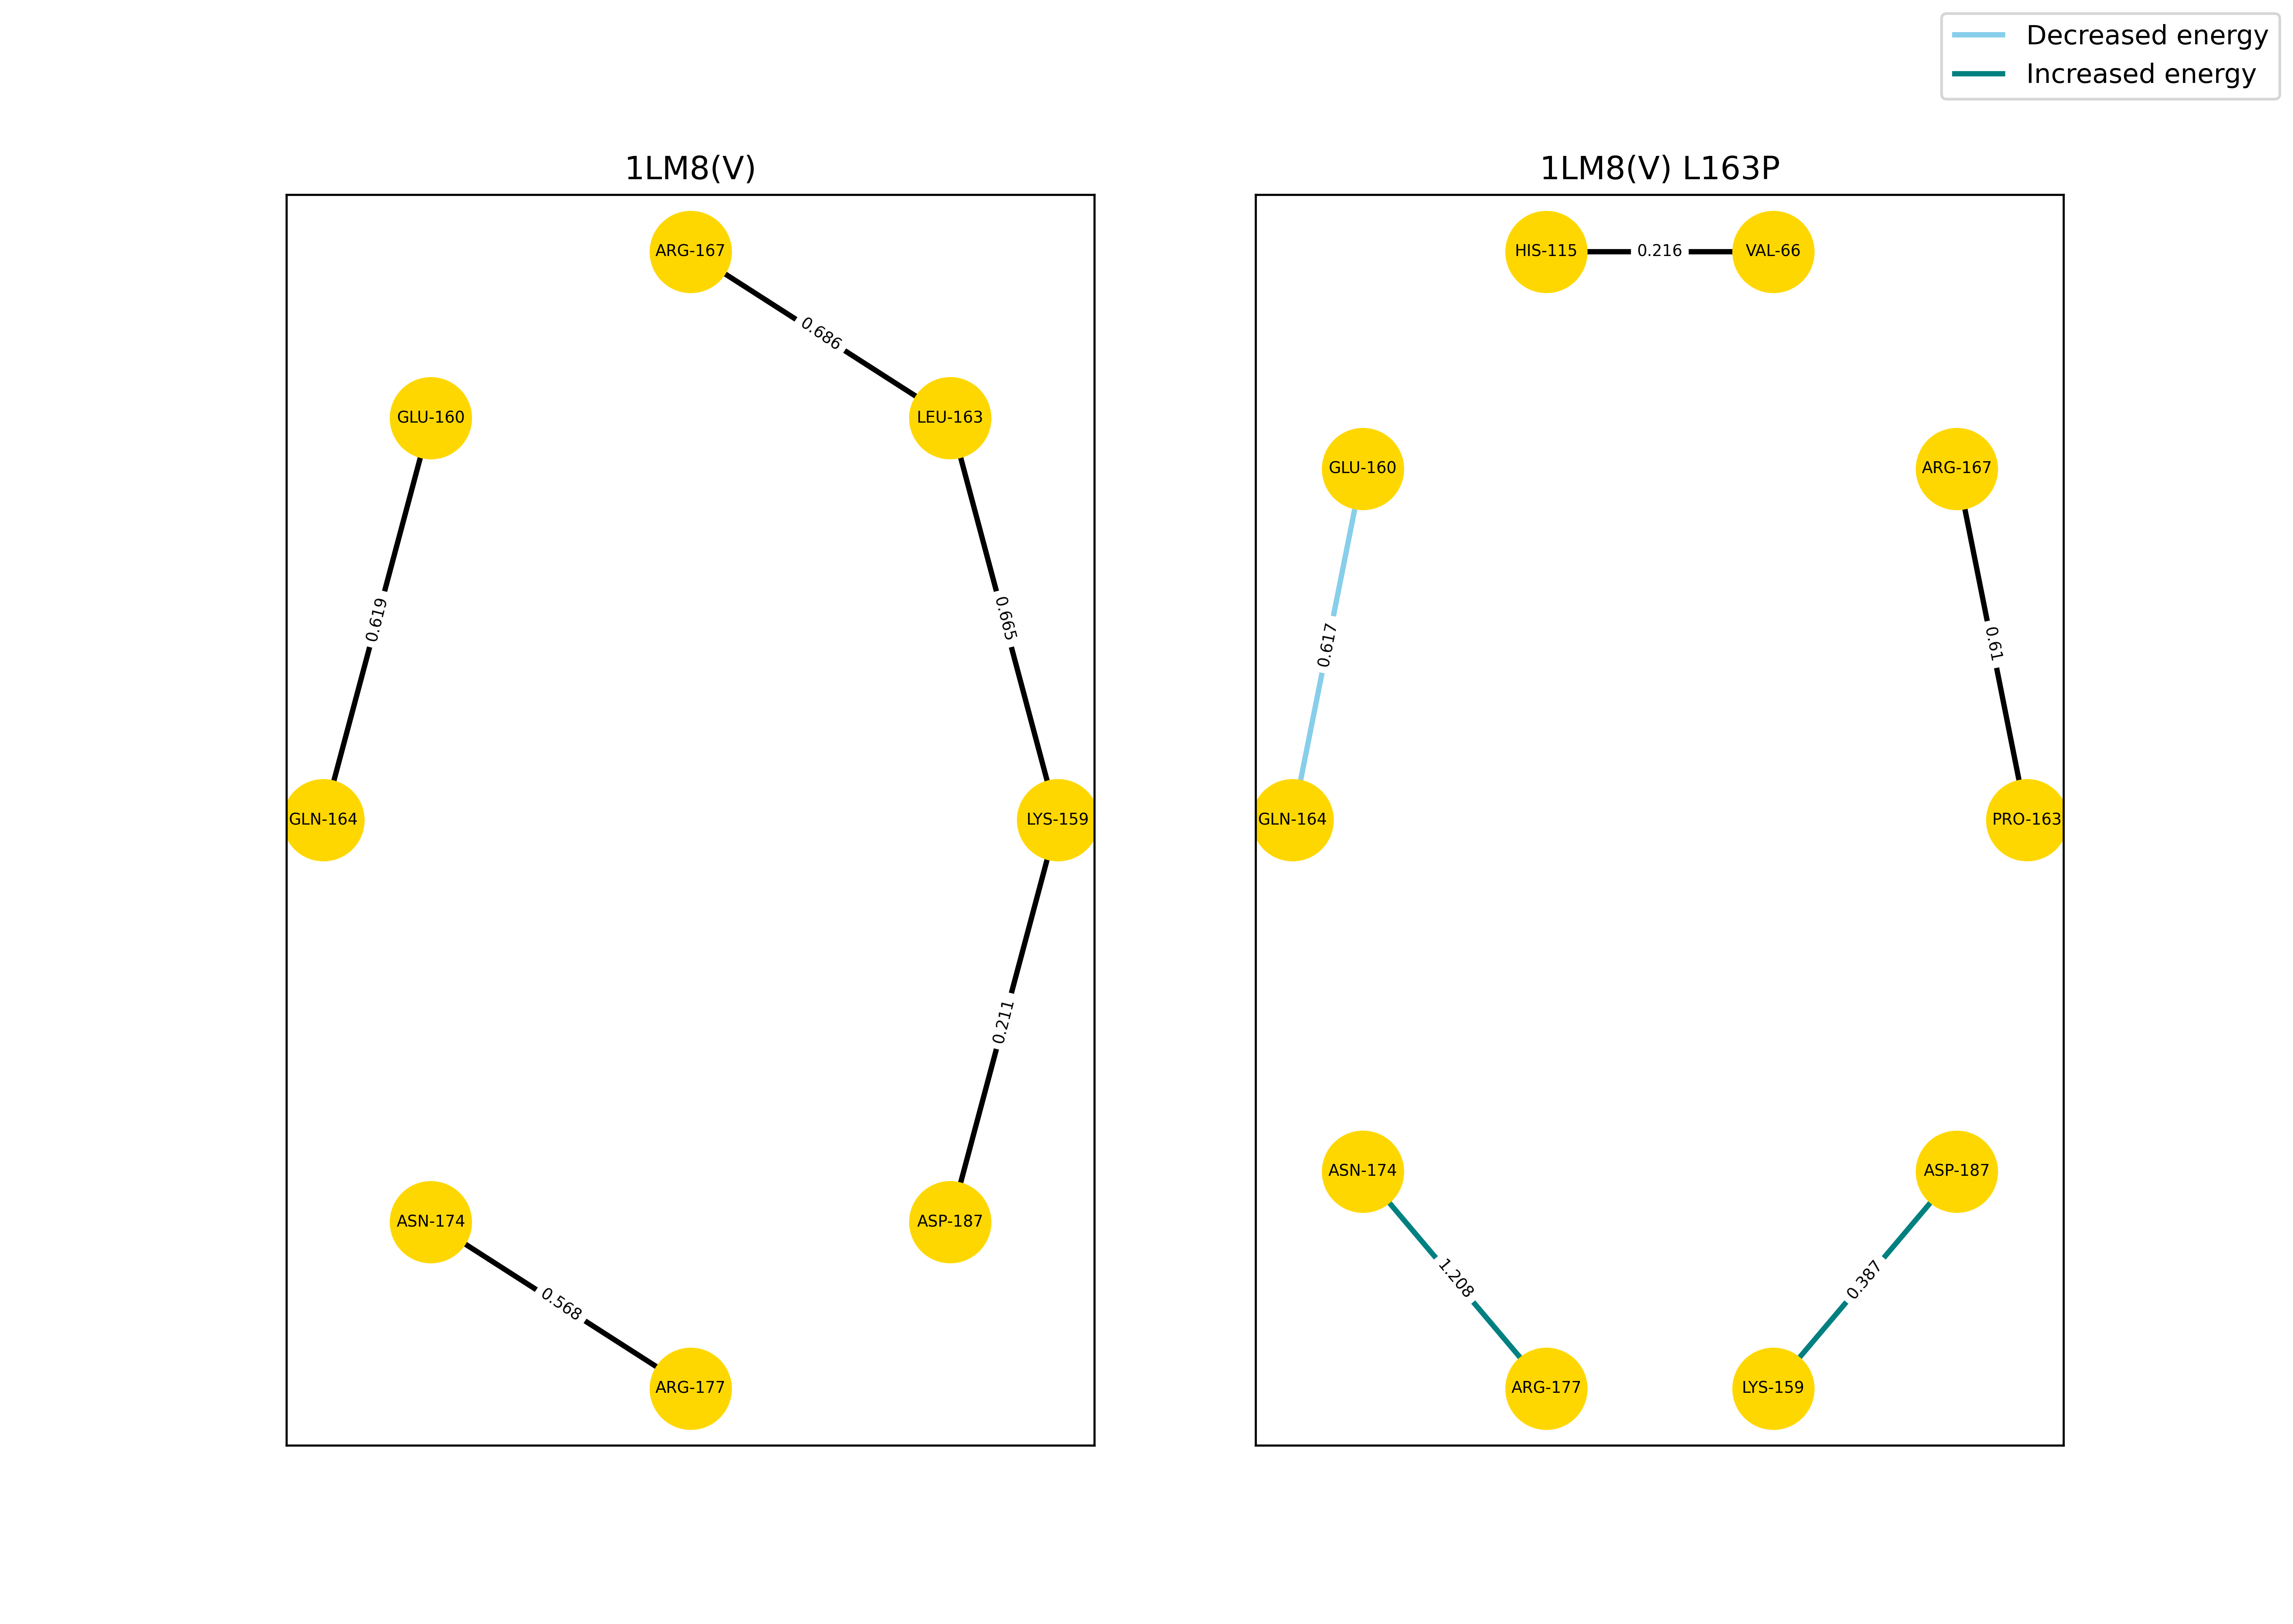 Decreased energy
Increased energy
1LM8(V)
ARG-167
0.686
GLU-160
LEU-163
0.619
0.665
GLN-164
LYS-159
0.211
ASN-174
ASP-187
0.568
ARG-177
1LM8(V) L163P
HIS-115
0.216
VAL-66
GLU-160
ARG-167
0.617
0.61
GLN-164
PRO-163
ASN-174
ASP-187
1.208
0.387
ARG-177
LYS-159